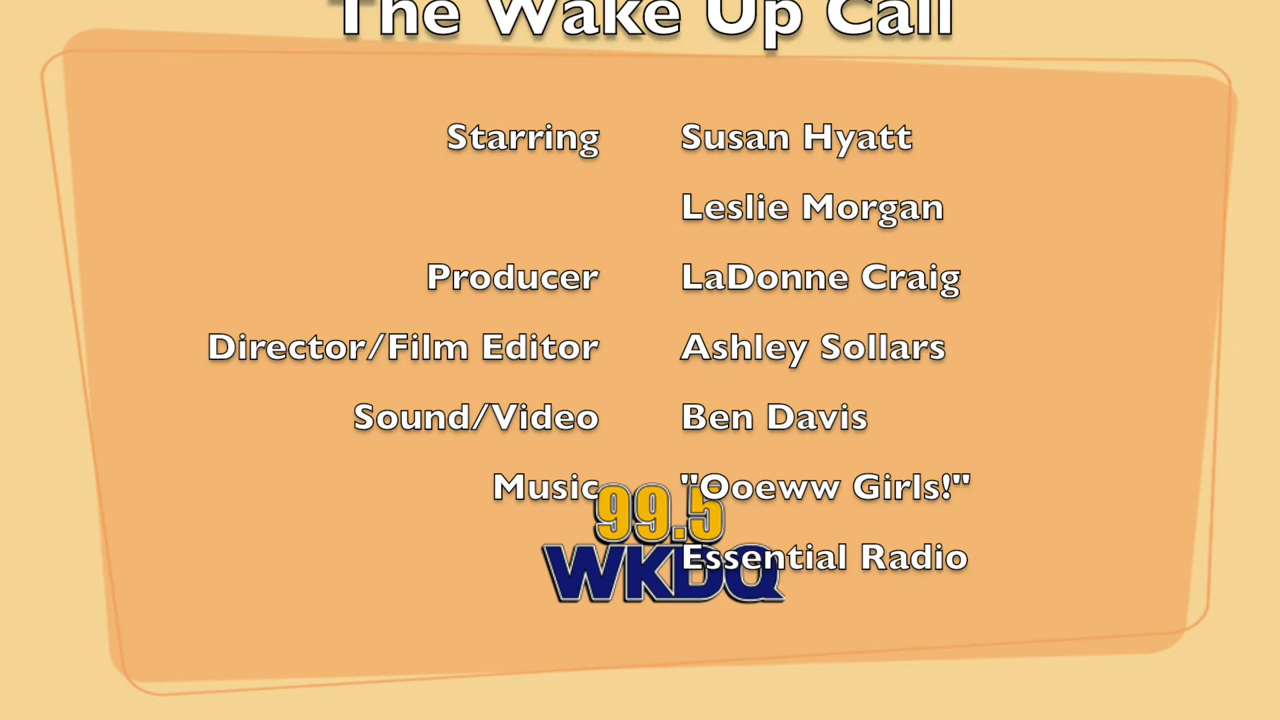 The Wake Up Call
Starring Susan Hyatt
Leslie Morgan
Producer LaDonne Craig
Director/Film Editor Ashley Sollars
Sound/Video Ben Davis
Music "Ooeww Girls!"
99.5
Essential Radio
WKDQ